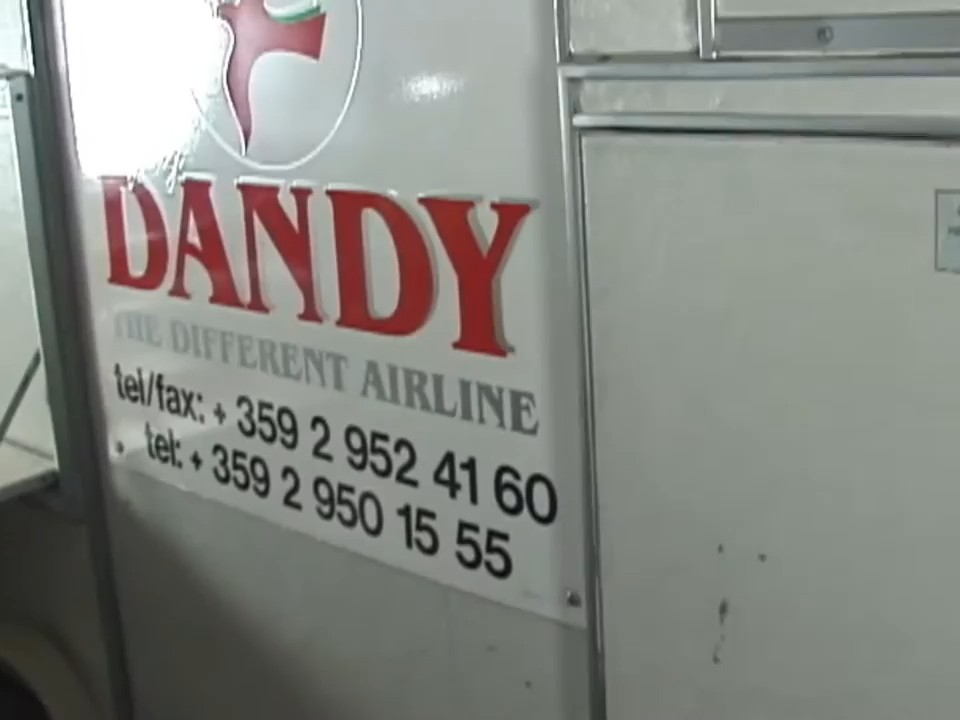 DANDY
THE DIFFERENT AIRLINE
tel/fax: + 359 2 952 41 60
tel: + 359 2 950 15 55